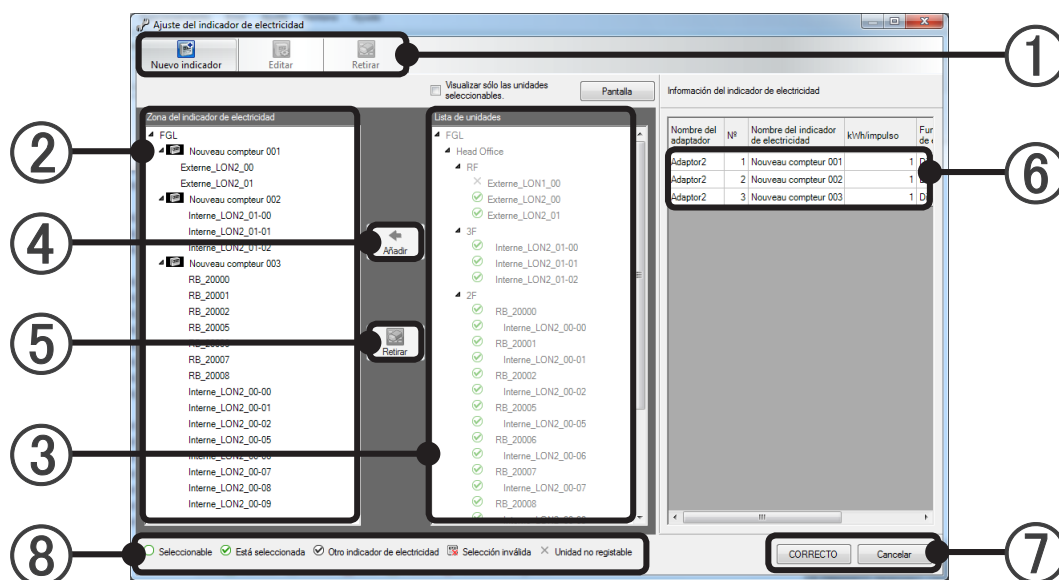 Ajuste del indicador de electricidad
Nuevo indicador
Editar
Retirar
1
Visualizar sólo las unidades
seleccionables.
Pantalla
Información del indicador de electricidad
Zona del indicador de electricidad
FGL
Nouveau compteur 001
Externe_LON2_00
Externe_LON2_01
Nouveau compteur 002
Interne_LON2_01-00
Interne_LON2_01-01
Interne_LON2_01-02
Nouveau compteur 003
RB_20000
RB_20001
RB_20002
RB_20005
RB_20007
RB_20008
Interne_LON2_00-00
Interne_LON2_00-01
Interne_LON2_00-02
Interne_LON2_00-05
Interne_LON2_00-07
Interne_LON2_00-08
Interne_LON2_00-09
2
4
Añadir
5
Retirar
3
Lista de unidades
FGL
Head Office
RF
Externe_LON1_00
Externe_LON2_00
Externe_LON2_01
3F
Interne_LON2_01-00
Interne_LON2_01-01
Interne_LON2_01-02
2F
RB_20000
Interne_LON2_00-00
RB_20001
Interne_LON2_00-01
RB_20002
Interne_LON2_00-02
RB_20005
Interne_LON2_00-05
RB_20006
Interne_LON2_00-06
RB_20007
Interne_LON2_00-07
RB_20008
Nombre del adaptador Nº Nombre del indicador de electricidad kWh/impulso
Adaptor2 1 Nouveau compteur 001 1
Adaptor2 2 Nouveau compteur 002 1
Adaptor2 3 Nouveau compteur 003 1
6
8
Seleccionable Está seleccionada Otro indicador de electricidad Selección inválida Unidad no registable
CORRECTO Cancelar
7